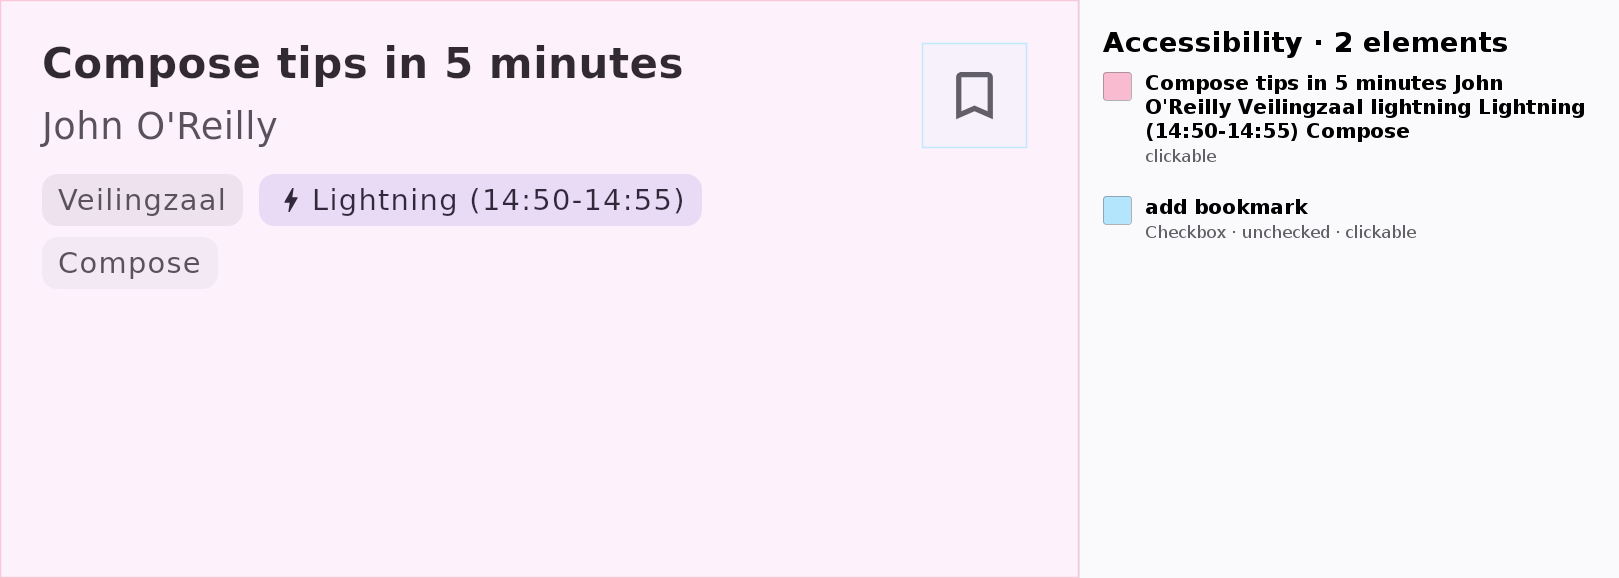 Compose tips in 5 minutes
John O'Reilly
Veilingzaal
Lightning (14:50-14:55)
Compose
Accessibility · 2 elements
Compose tips in 5 minutes John
O'Reilly Veilingzaal lightning Lightning
(14:50-14:55) Compose
clickable
add bookmark
Checkbox · unchecked · clickable